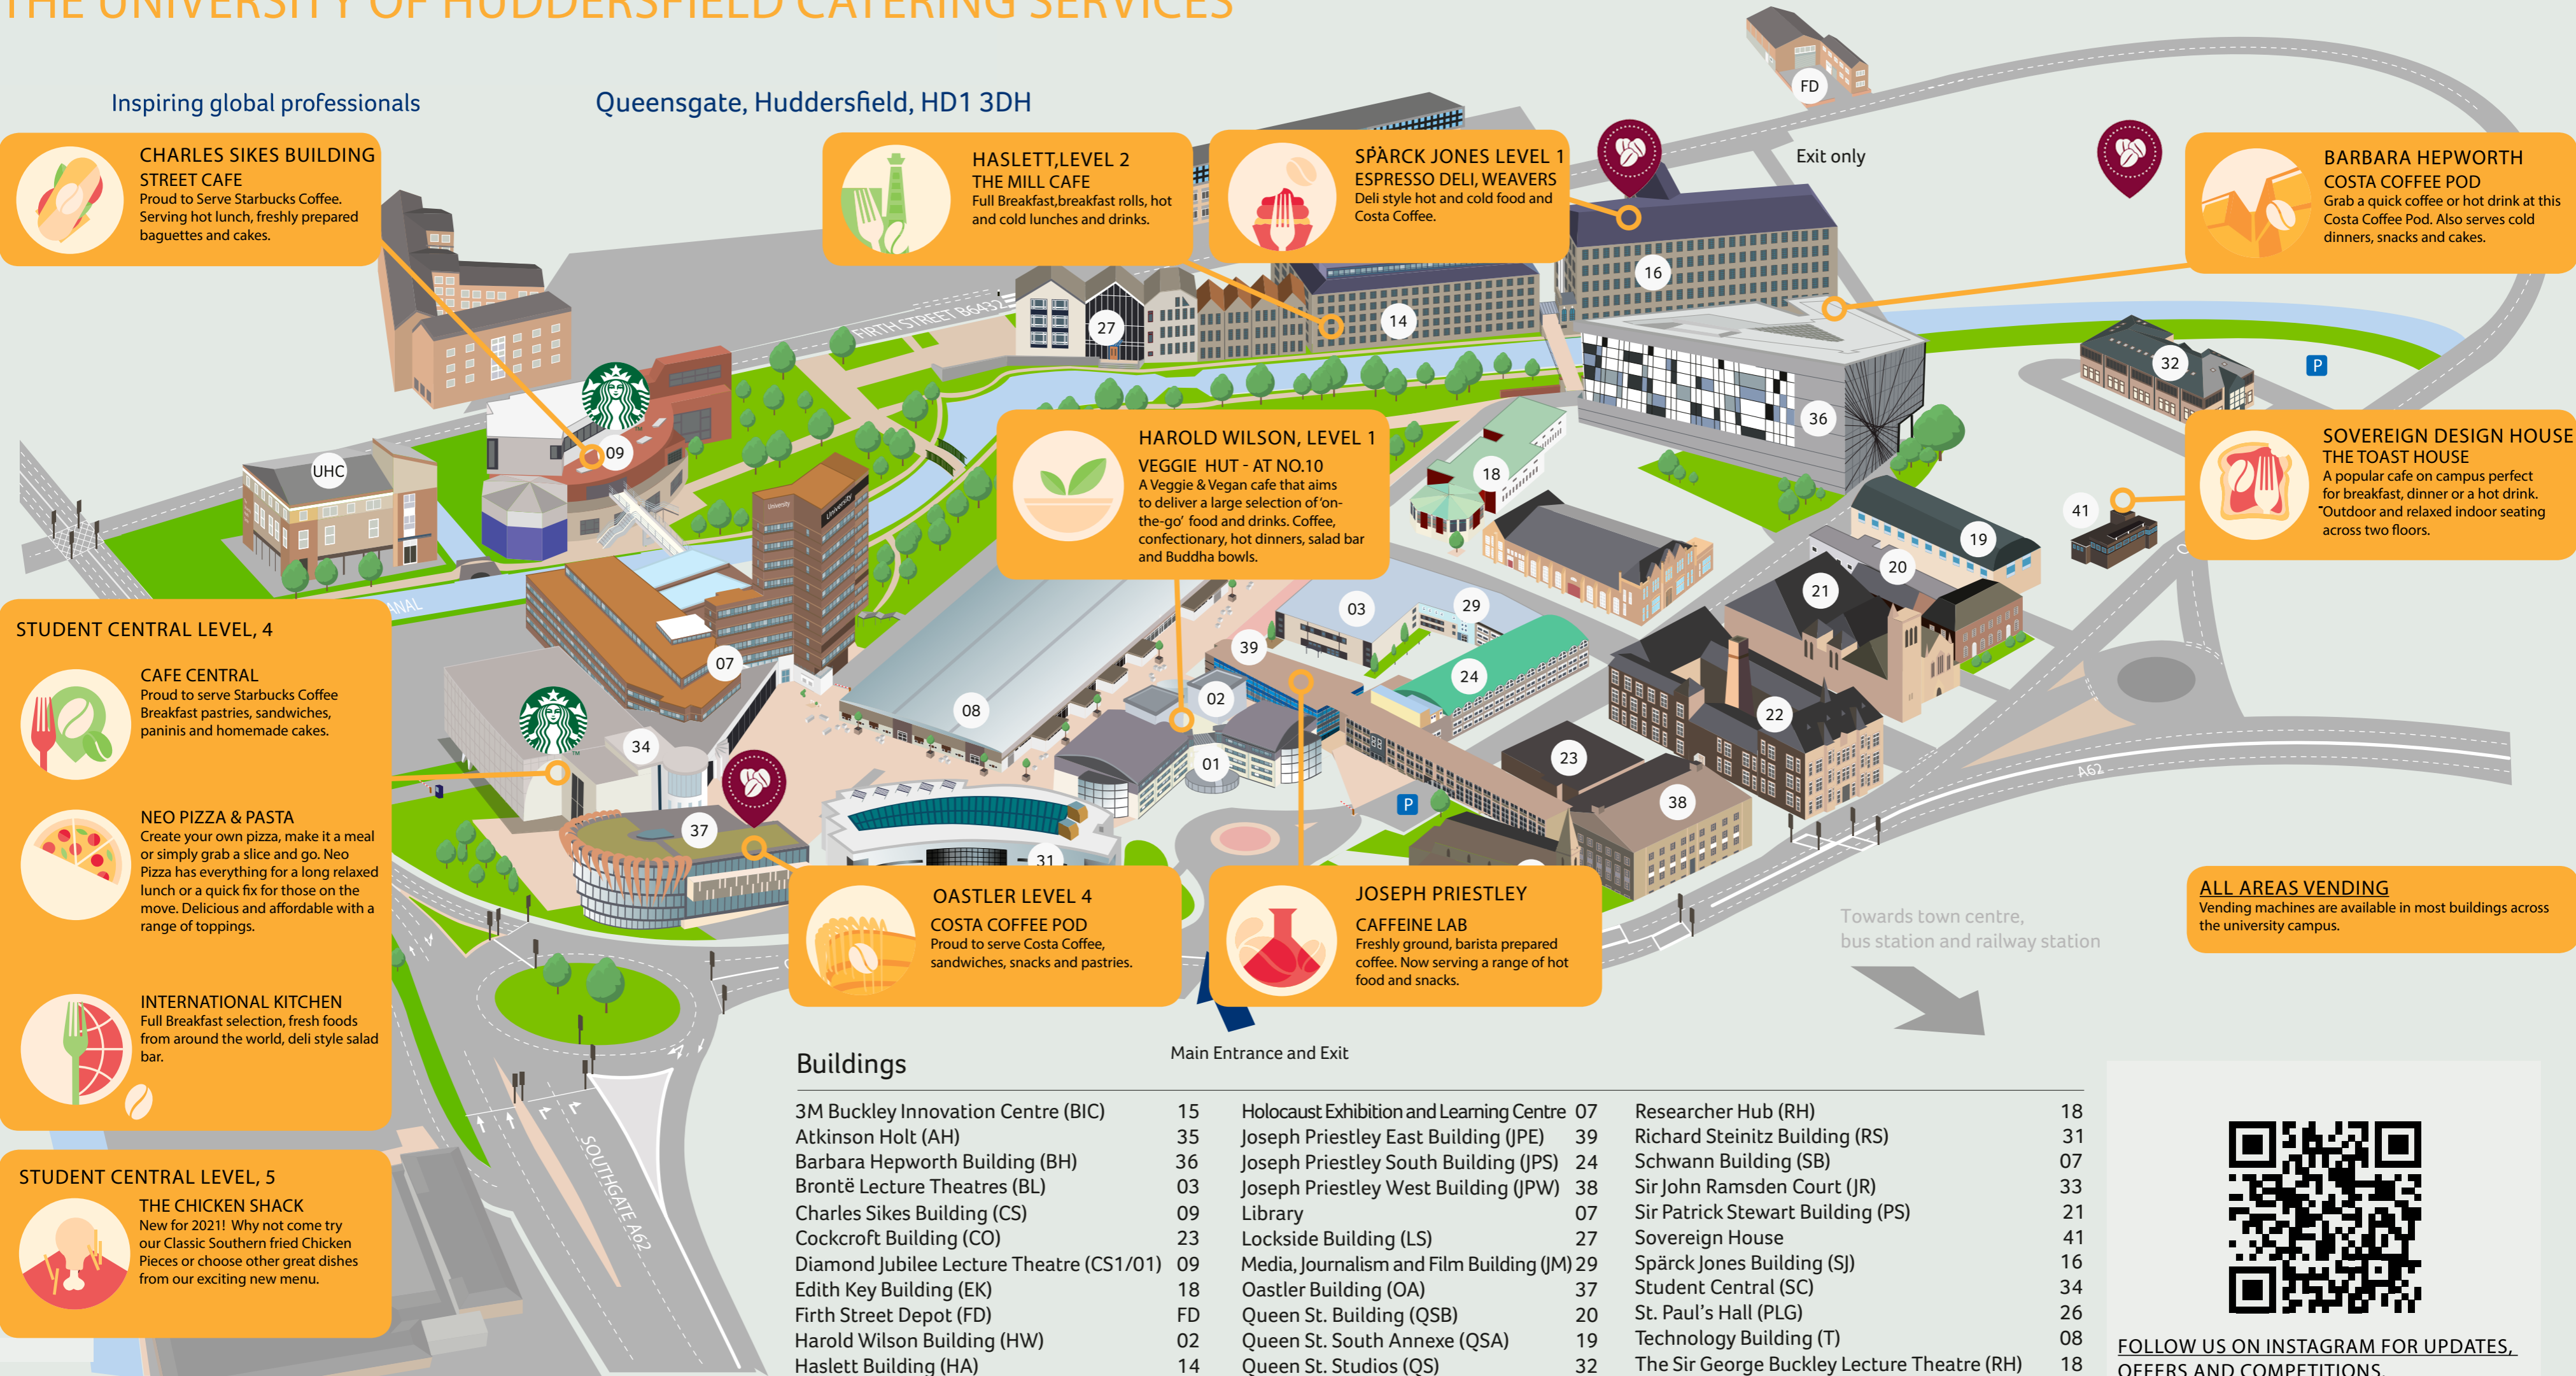 THE UNIVERSITY OF HUDDERSFIELD CATERING SERVICES
Inspiring global professionals
Queensgate, Huddersfield, HD1 3DH
CHARLES SIKES BUILDING
STREET CAFE
Proud to Serve Starbucks Coffee.
Serving hot lunch, freshly prepared
baguettes and cakes.
HASLETT,LEVEL 2
THE MILL CAFE
Full Breakfast,breakfast rolls, hot
and cold lunches and drinks.
SPÄRCK JONES LEVEL 1
ESPRESSO DELI, WEAVERS
Deli style hot and cold food and
Costa Coffee.
FD
Exit only
BARBARA HEPWORTH
COSTA COFFEE POD
Grab a quick coffee or hot drink at this
Costa Coffee Pod. Also serves cold
dinners, snacks and cakes.
16
FIRTH STREET B6432
27
14
32
P
36
UHC
09
HAROLD WILSON, LEVEL 1
VEGGIE HUT - AT NO.10
A Veggie & Vegan cafe that aims
to deliver a large selection of 'on-
the-go' food and drinks. Coffee,
confectionary, hot dinners, salad bar
and Buddha bowls.
18
SOVEREIGN DESIGN HOUSE
THE TOAST HOUSE
A popular cafe on campus perfect
for breakfast, dinner or a hot drink.
Outdoor and relaxed indoor seating
across two floors.
41
19
20
21
University
University
ANAL
03
29
39
24
07
02
08
22
34
01
23
38
37
31
P
A62
STUDENT CENTRAL LEVEL, 4
CAFE CENTRAL
Proud to serve Starbucks Coffee
Breakfast pastries, sandwiches,
paninis and homemade cakes.
NEO PIZZA & PASTA
Create your own pizza, make it a meal
or simply grab a slice and go. Neo
Pizza has everything for a long relaxed
lunch or a quick fix for those on the
move. Delicious and affordable with a
range of toppings.
INTERNATIONAL KITCHEN
Full Breakfast selection, fresh foods
from around the world, deli style salad
bar.
OASTLER LEVEL 4
COSTA COFFEE POD
Proud to serve Costa Coffee,
sandwiches, snacks and pastries.
JOSEPH PRIESTLEY
CAFFEINE LAB
Freshly ground, barista prepared
coffee. Now serving a range of hot
food and snacks.
ALL AREAS VENDING
Vending machines are available in most buildings across
the university campus.
Towards town centre,
bus station and railway station
Main Entrance and Exit
SOUTHGATE A62
STUDENT CENTRAL LEVEL, 5
THE CHICKEN SHACK
New for 2021! Why not come try
our Classic Southern fried Chicken
Pieces or choose other great dishes
from our exciting new menu.
Buildings
3M Buckley Innovation Centre (BIC) 15
Atkinson Holt (AH) 35
Barbara Hepworth Building (BH) 36
Brontë Lecture Theatres (BL) 03
Charles Sikes Building (CS) 09
Cockcroft Building (CO) 23
Diamond Jubilee Lecture Theatre (CS1/01) 09
Edith Key Building (EK) 18
Firth Street Depot (FD) FD
Harold Wilson Building (HW) 02
Haslett Building (HA) 14
Holocaust Exhibition and Learning Centre 07
Joseph Priestley East Building (JPE) 39
Joseph Priestley South Building (JPS) 24
Joseph Priestley West Building (JPW) 38
Library 07
Lockside Building (LS) 27
Media, Journalism and Film Building (JM) 29
Oastler Building (OA) 37
Queen St. Building (QSB) 20
Queen St. South Annexe (QSA) 19
Queen St. Studios (QS) 32
Researcher Hub (RH) 18
Richard Steinitz Building (RS) 31
Schwann Building (SB) 07
Sir John Ramsden Court (JR) 33
Sir Patrick Stewart Building (PS) 21
Sovereign House 41
Spärck Jones Building (SJ) 16
Student Central (SC) 34
St. Paul's Hall (PLG) 26
Technology Building (T) 08
The Sir George Buckley Lecture Theatre (RH) 18
FOLLOW US ON INSTAGRAM FOR UPDATES,
OFFERS AND COMPETITIONS.